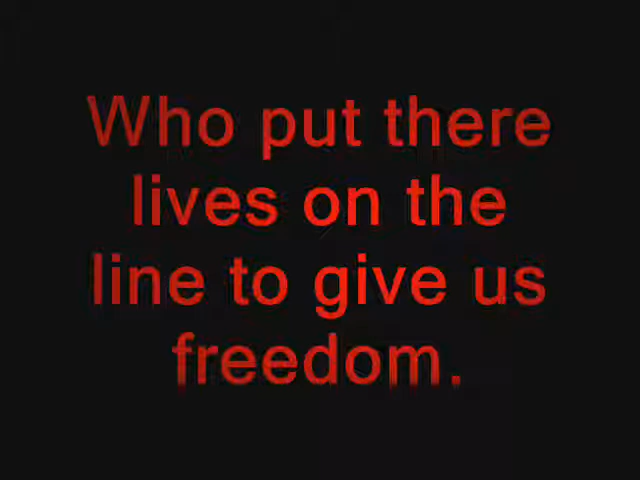 Who put there
lives on the
line to give us
freedom.